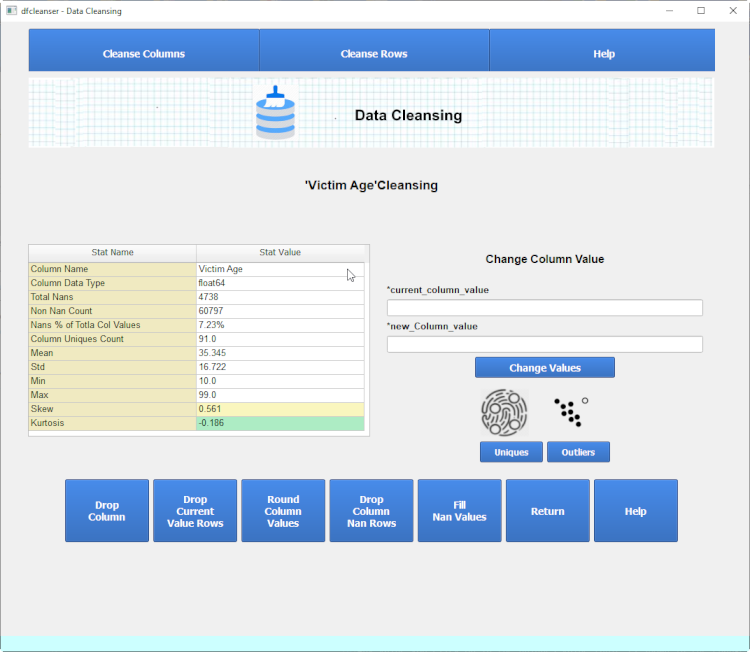 dfcleanser - Data Cleansing
Cleanse Columns
Cleanse Rows
Help
Data Cleansing
'Victim Age'Cleansing
Stat Name Stat Value
Column Name Victim Age
Column Data Type float64
Total Nans 4738
Non Nan Count 60797
Nans % of Totla Col Values 7.23%
Column Uniques Count 91.0
Mean 35.345
Std 16.722
Min 10.0
Max 99.0
Skew 0.561
Kurtosis -0.186
Change Column Value
*current_column_value
*new_Column_value
Change Values
Uniques
Outliers
Drop
Column
Drop
Current
Value Rows
Round
Column
Values
Drop
Column
Nan Rows
Fill
Nan Values
Return
Help